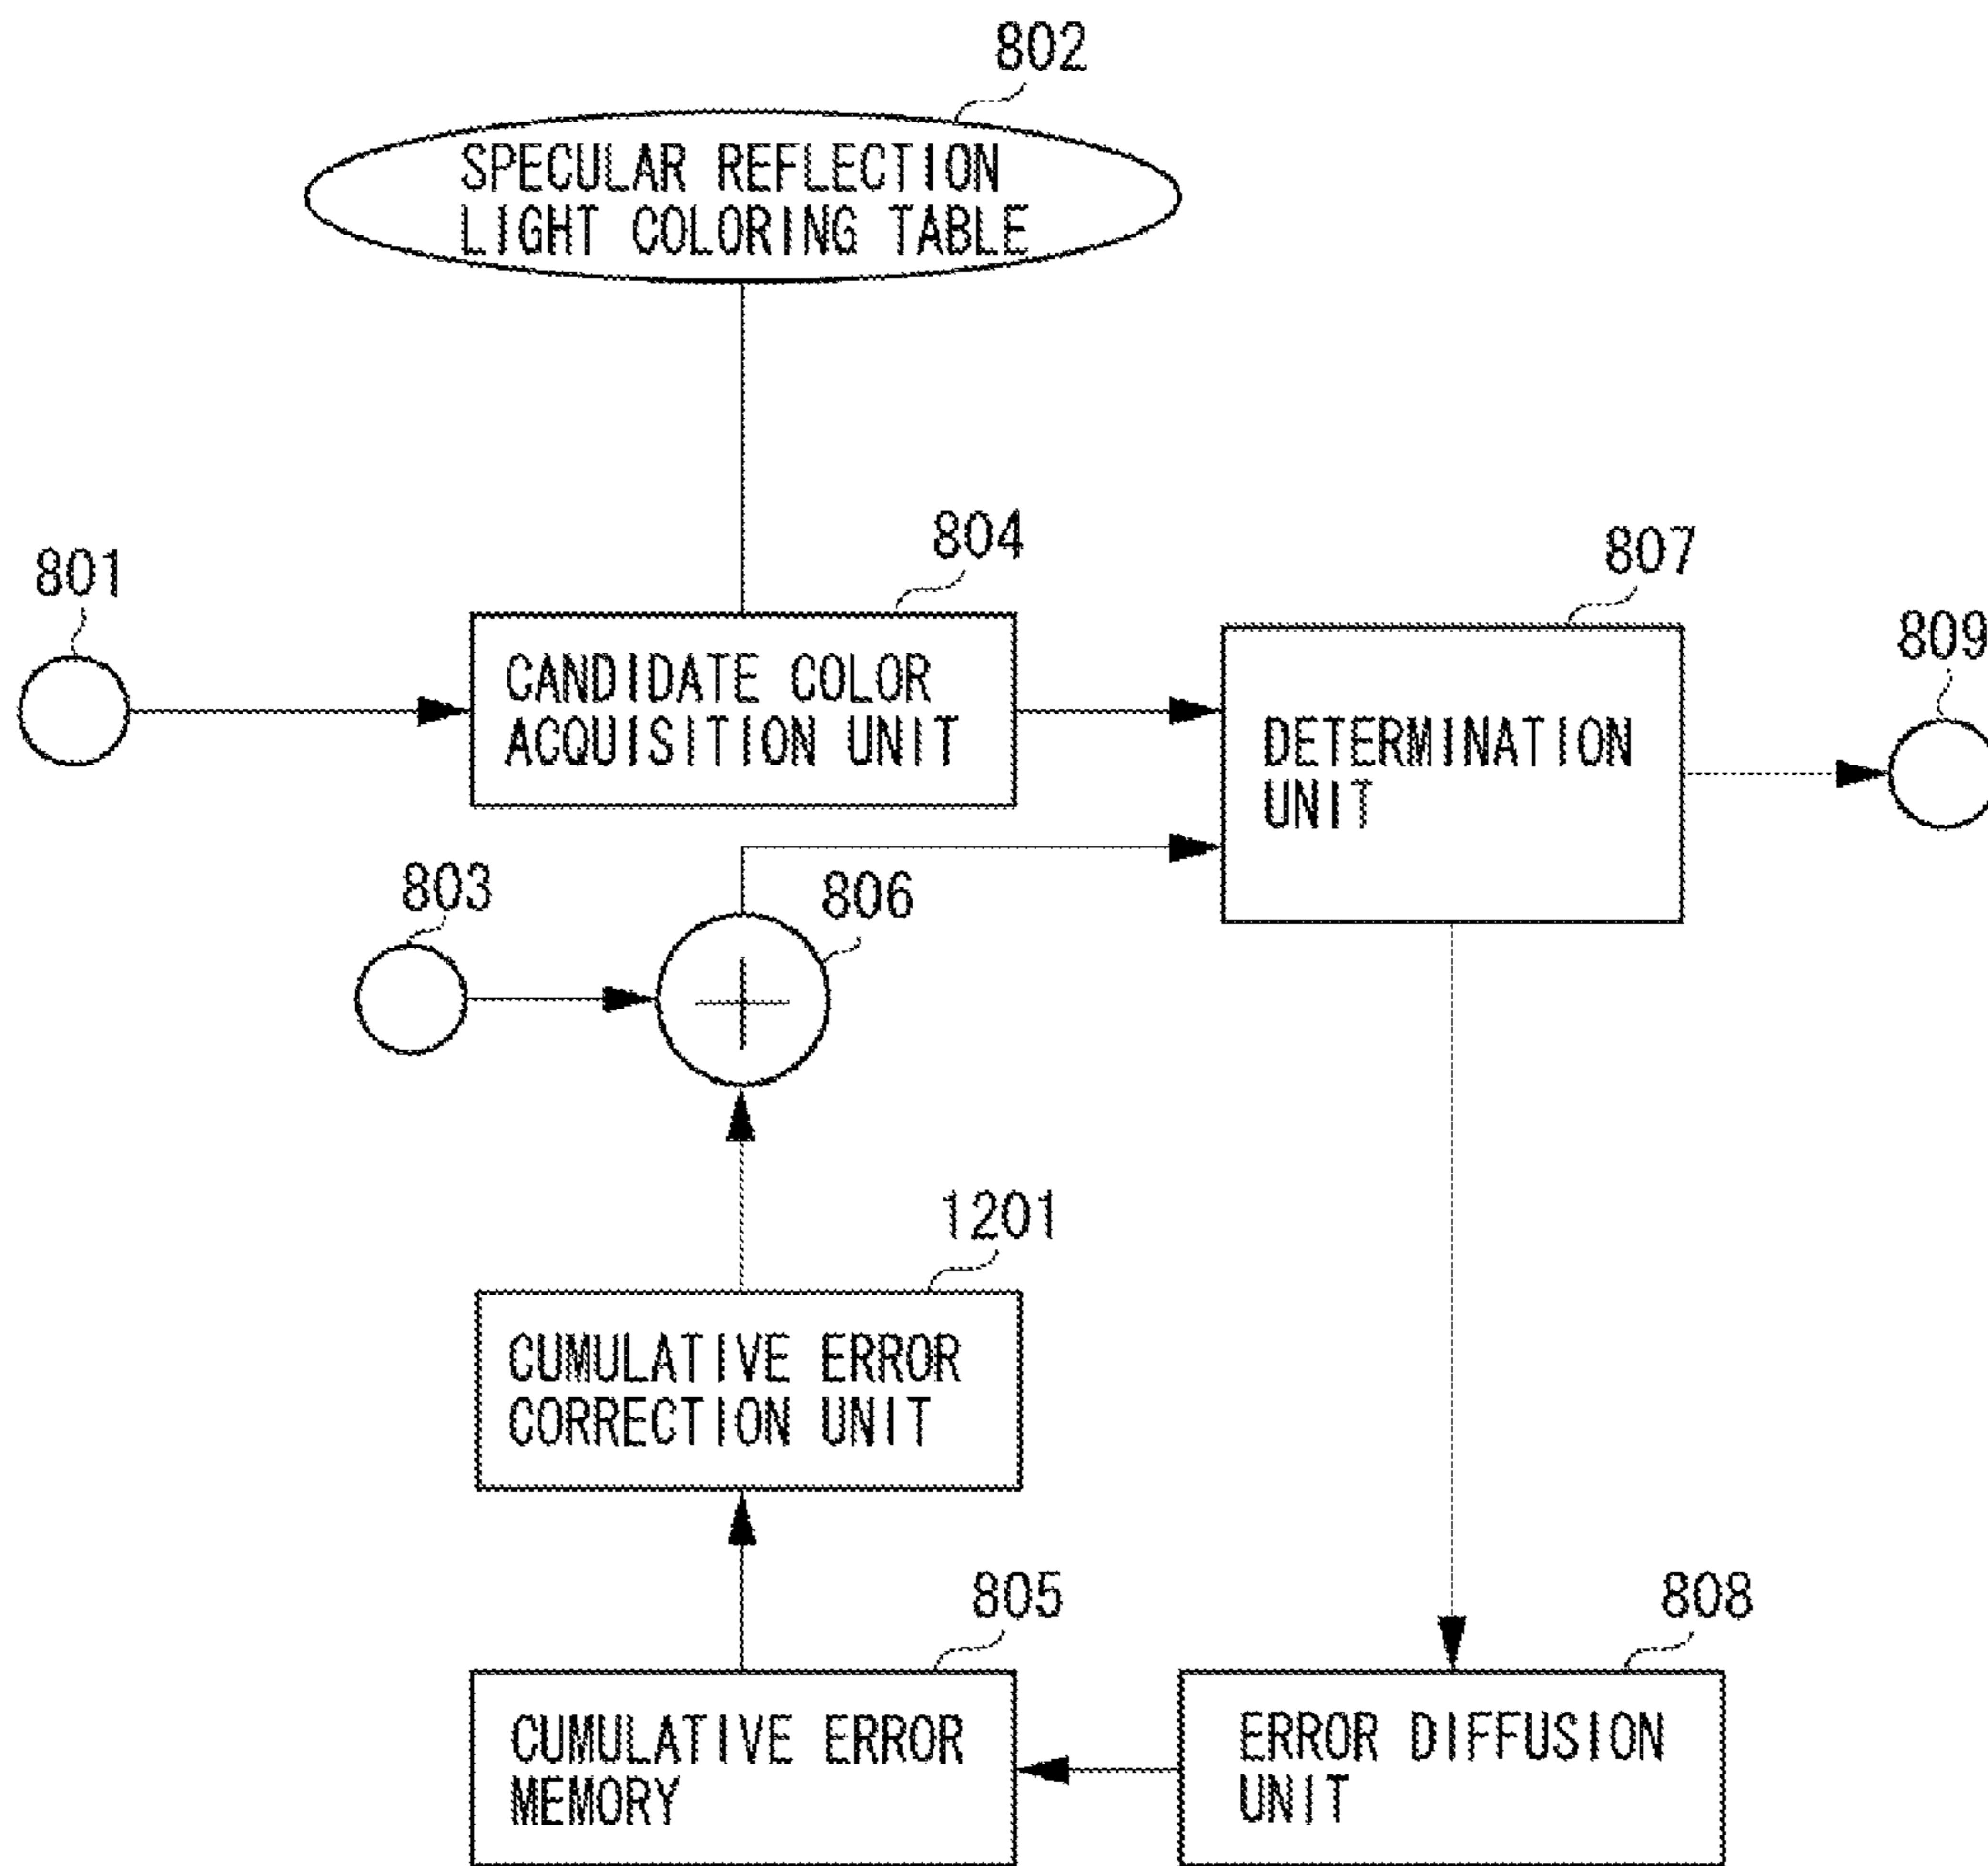 802
SPECULAR REFLECTION
LIGHT COLORING TABLE
801
804
CANDIDATE COLOR
ACQUISITION UNIT
807
DETERMINATION
UNIT
809
803
806
1201
CUMULATIVE ERROR
CORRECTION UNIT
805
CUMULATIVE ERROR
MEMORY
808
ERROR DIFFUSION
UNIT